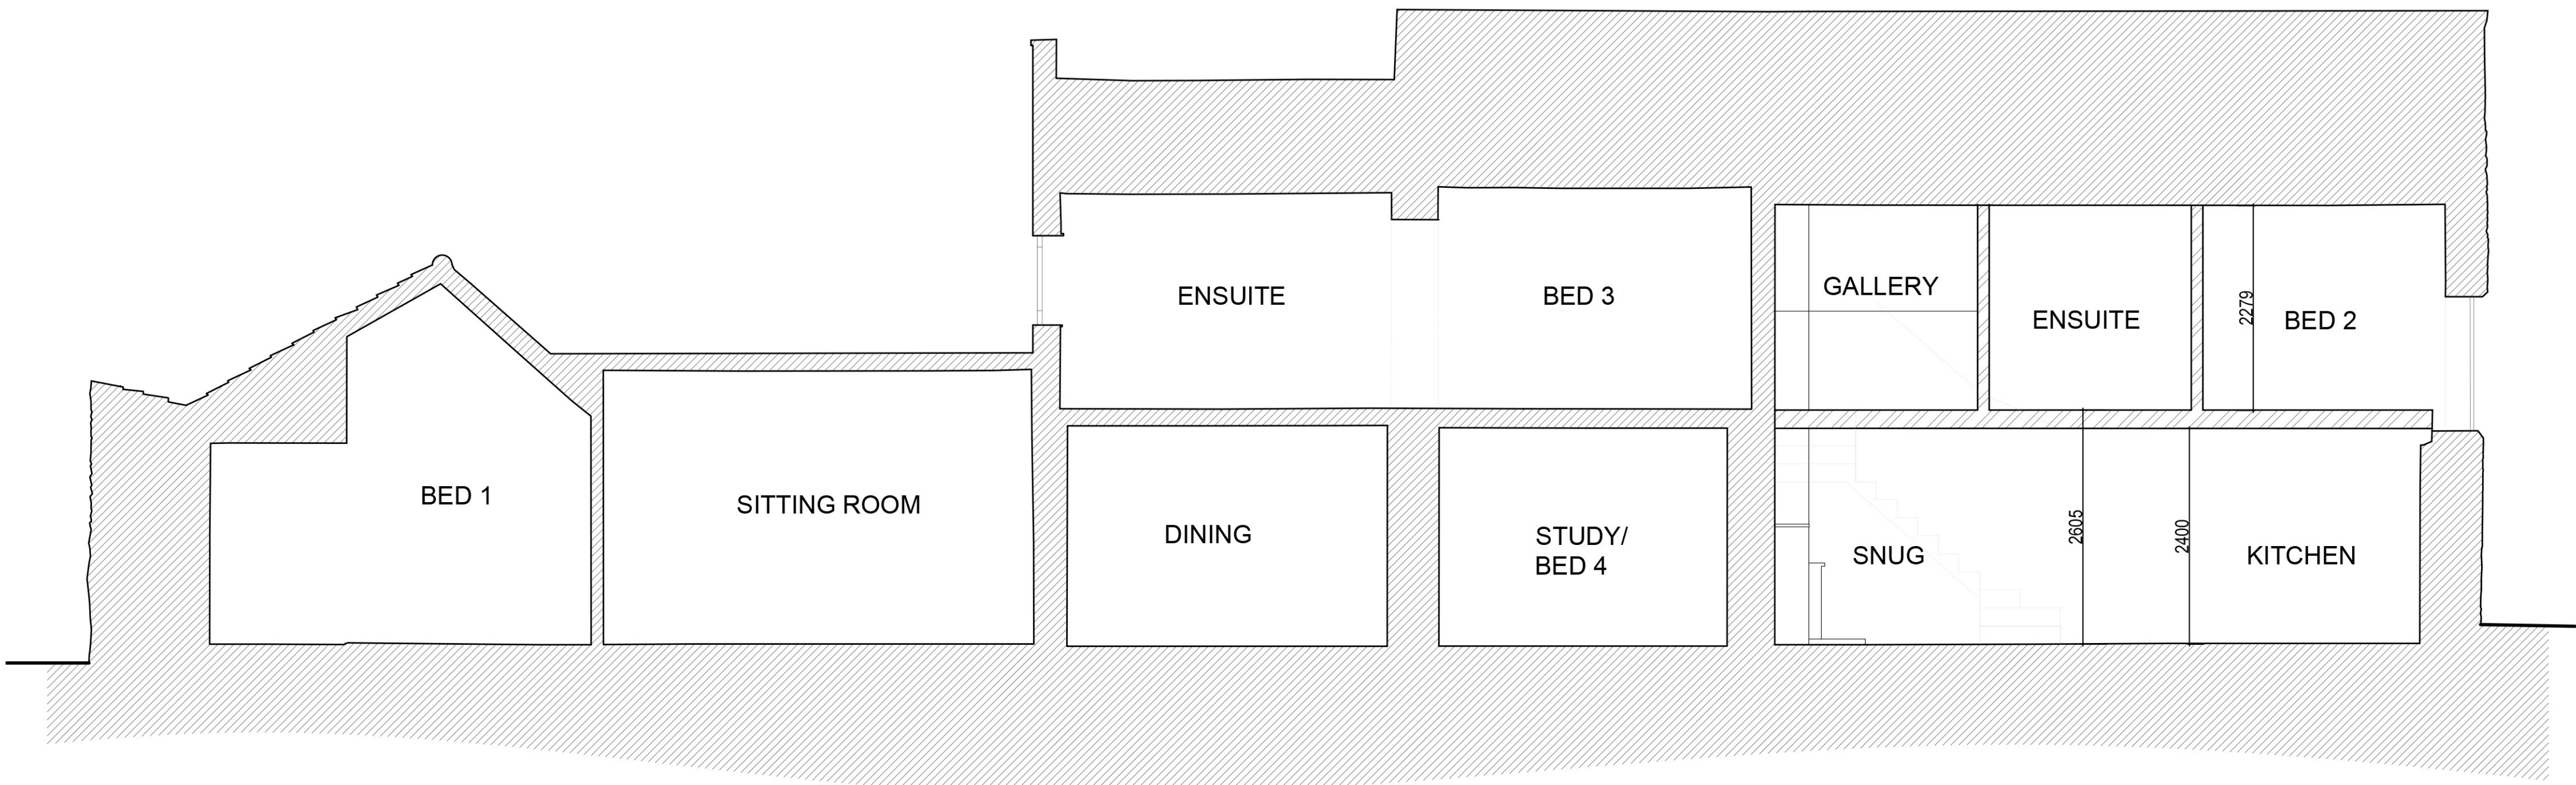 ENSUITE
BED 3
GALLERY
ENSUITE
2279
BED 2
BED 1
SITTING ROOM
DINING
STUDY/
BED 4
SNUG
2605
2400
KITCHEN